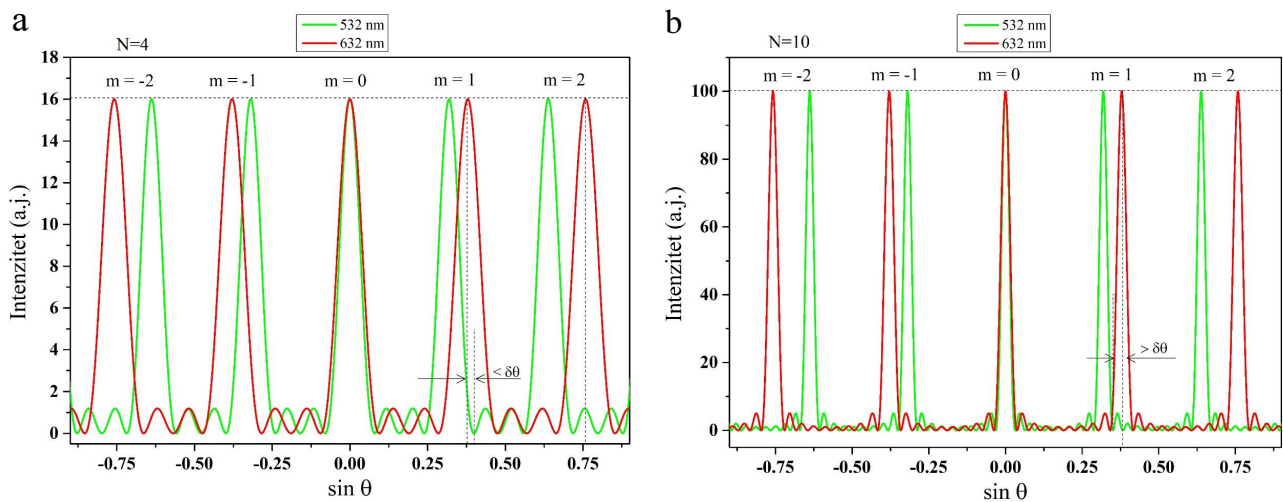 a
N=4
532 nm
632 nm
m = -2 m = -1 m = 0 m = 1 m = 2
18
16
14
12
10
8
6
4
2
0
Intenzitet (a.j.)
< δθ
-0.75 -0.50 -0.25 0.00 0.25 0.50 0.75
sin θ
b
N=10
532 nm
632 nm
m = -2 m = -1 m = 0 m = 1 m = 2
100
80
60
40
20
0
Intenzitet (a.j.)
> δθ
-0.75 -0.50 -0.25 0.00 0.25 0.50 0.75
sin θ